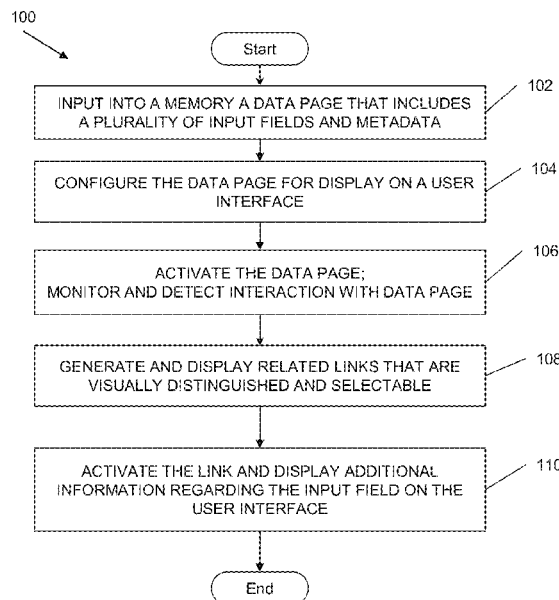 100
Start
INPUT INTO A MEMORY A DATA PAGE THAT INCLUDES
A PLURALITY OF INPUT FIELDS AND METADATA
102
CONFIGURE THE DATA PAGE FOR DISPLAY ON A USER
INTERFACE
104
ACTIVATE THE DATA PAGE;
MONITOR AND DETECT INTERACTION WITH DATA PAGE
106
GENERATE AND DISPLAY RELATED LINKS THAT ARE
VISUALLY DISTINGUISHED AND SELECTABLE
108
ACTIVATE THE LINK AND DISPLAY ADDITIONAL
INFORMATION REGARDING THE INPUT FIELD ON THE
USER INTERFACE
110
End